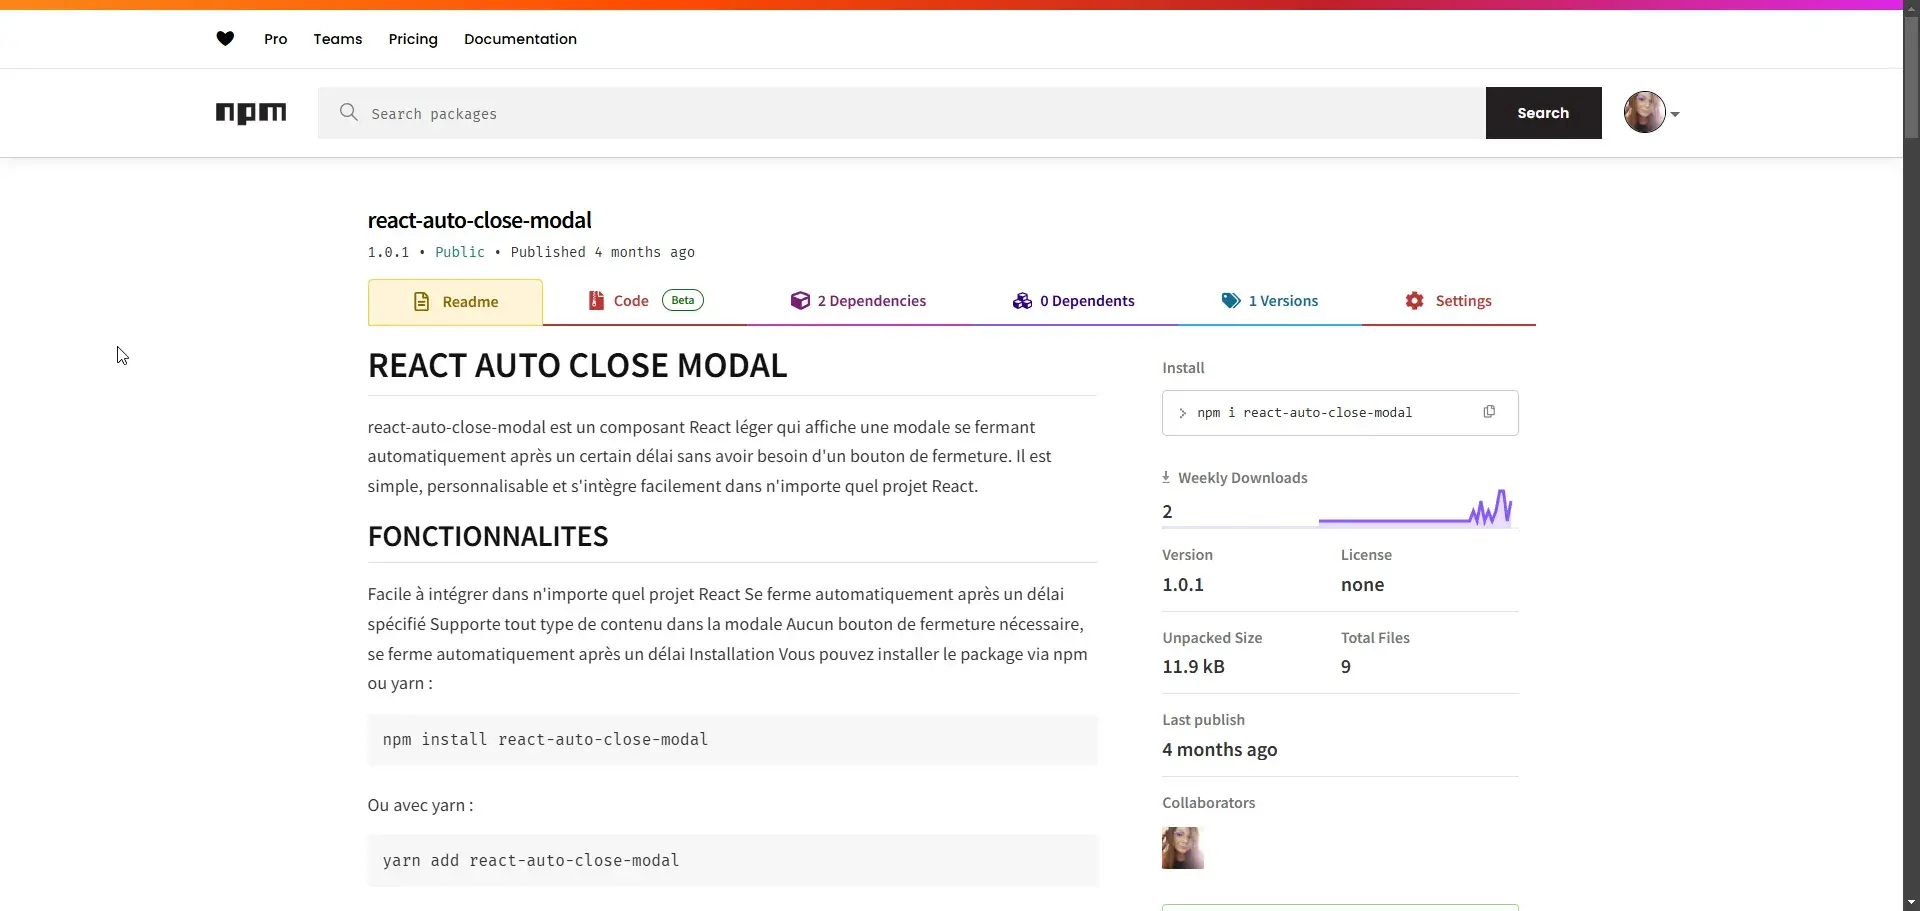 Pro Teams Pricing Documentation
npm Search packages Search
react-auto-close-modal
1.0.1 • Public • Published 4 months ago
Readme Code Beta 2 Dependencies 0 Dependents 1 Versions Settings
REACT AUTO CLOSE MODAL
react-auto-close-modal est un composant React léger qui affiche une modale se fermant
automatiquement après un certain délai sans avoir besoin d'un bouton de fermeture. Il est
simple, personnalisable et s'intègre facilement dans n'importe quel projet React.
FONCTIONNALITES
Facile à intégrer dans n'importe quel projet React Se ferme automatiquement après un délai
spécifié Supporte tout type de contenu dans la modale Aucun bouton de fermeture nécessaire,
se ferme automatiquement après un délai Installation Vous pouvez installer le package via npm
ou yarn :
npm install react-auto-close-modal
Ou avec yarn :
yarn add react-auto-close-modal
Install
> npm i react-auto-close-modal
Weekly Downloads
2
Version License
1.0.1 none
Unpacked Size Total Files
11.9 kB 9
Last publish
4 months ago
Collaborators